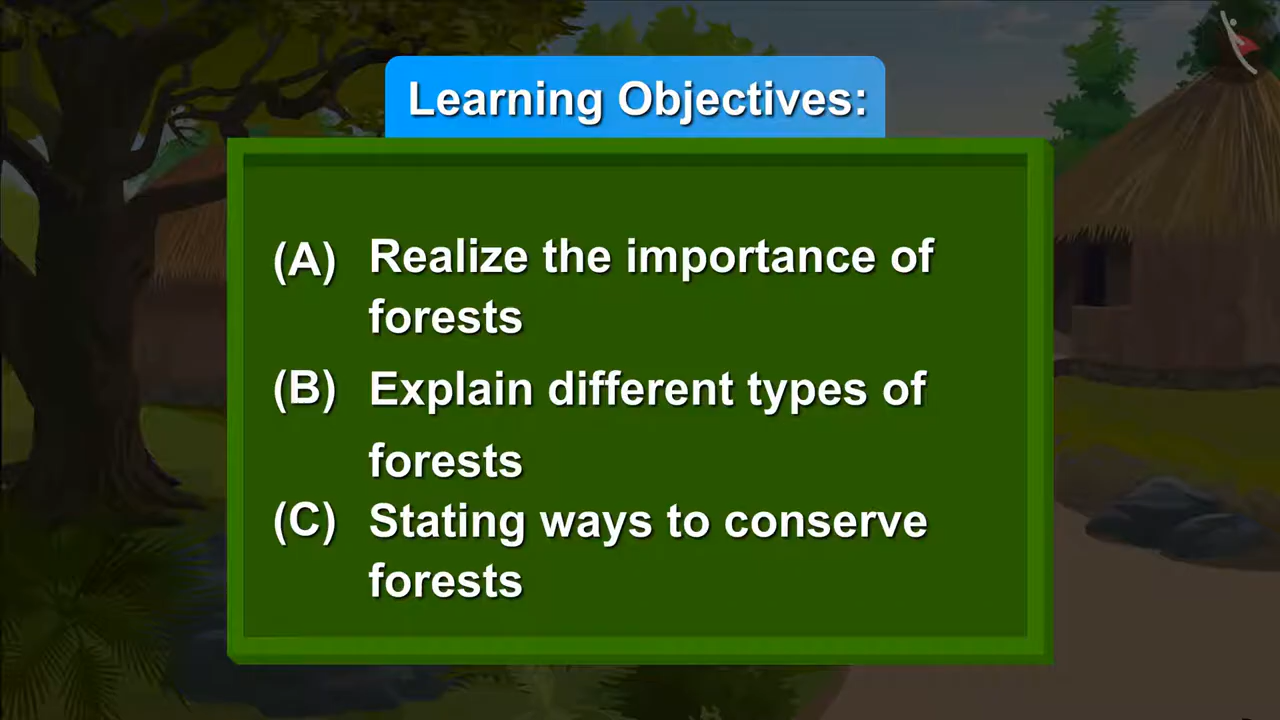 Learning Objectives:
(A) Realize the importance of
forests
(B) Explain different types of
forests
(C) Stating ways to conserve
forests